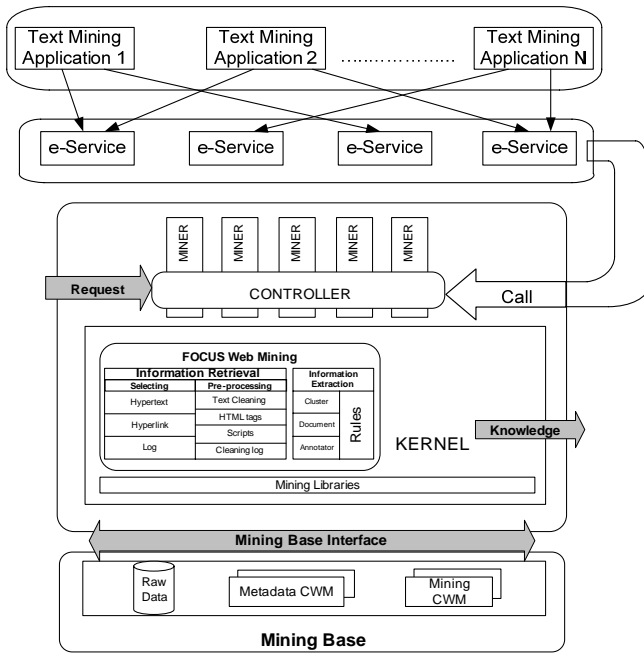 Text Mining
Application 1
Text Mining
Application 2
....................
Text Mining
Application N
e-Service
e-Service
e-Service
e-Service
MINER
MINER
MINER
MINER
MINER
Request
CONTROLLER
Call
FOCUS Web Mining
Information Retrieval
Selecting
Pre-processing
Hypertext
Hyperlink
Log
Text Cleaning
HTML tags
Scripts
Cleaning log
Information
Extraction
Cluster
Document
Annotator
Rules
KERNEL
Knowledge
Mining Libraries
Mining Base Interface
Raw
Data
Metadata CWM
Mining
CWM
Mining Base